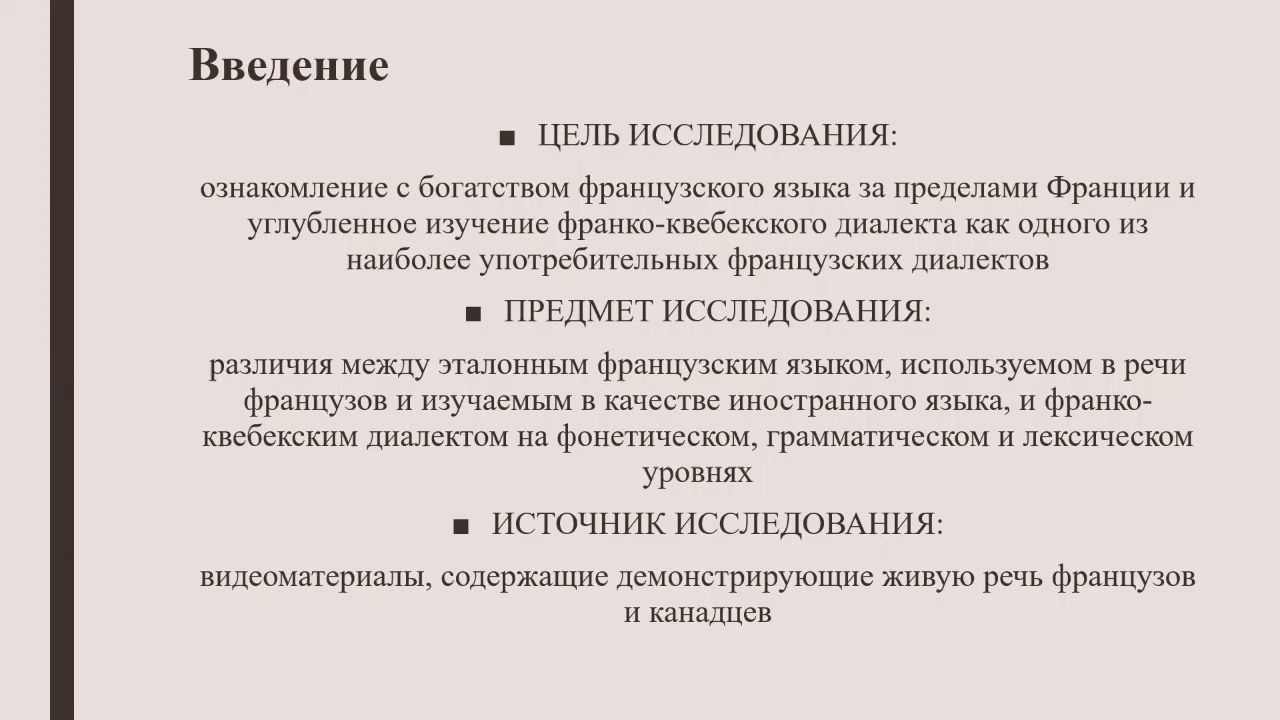 Введение
■ ЦЕЛЬ ИССЛЕДОВАНИЯ:
ознакомление с богатством французского языка за пределами Франции и
углубленное изучение франко-квебекского диалекта как одного из
наиболее употребительных французских диалектов
■ ПРЕДМЕТ ИССЛЕДОВАНИЯ:
различия между эталонным французским языком, используемом в речи
французов и изучаемым в качестве иностранного языка, и франко-
квебекским диалектом на фонетическом, грамматическом и лексическом
уровнях
■ ИСТОЧНИК ИССЛЕДОВАНИЯ:
видеоматериалы, содержащие демонстрирующие живую речь французов
и канадцев